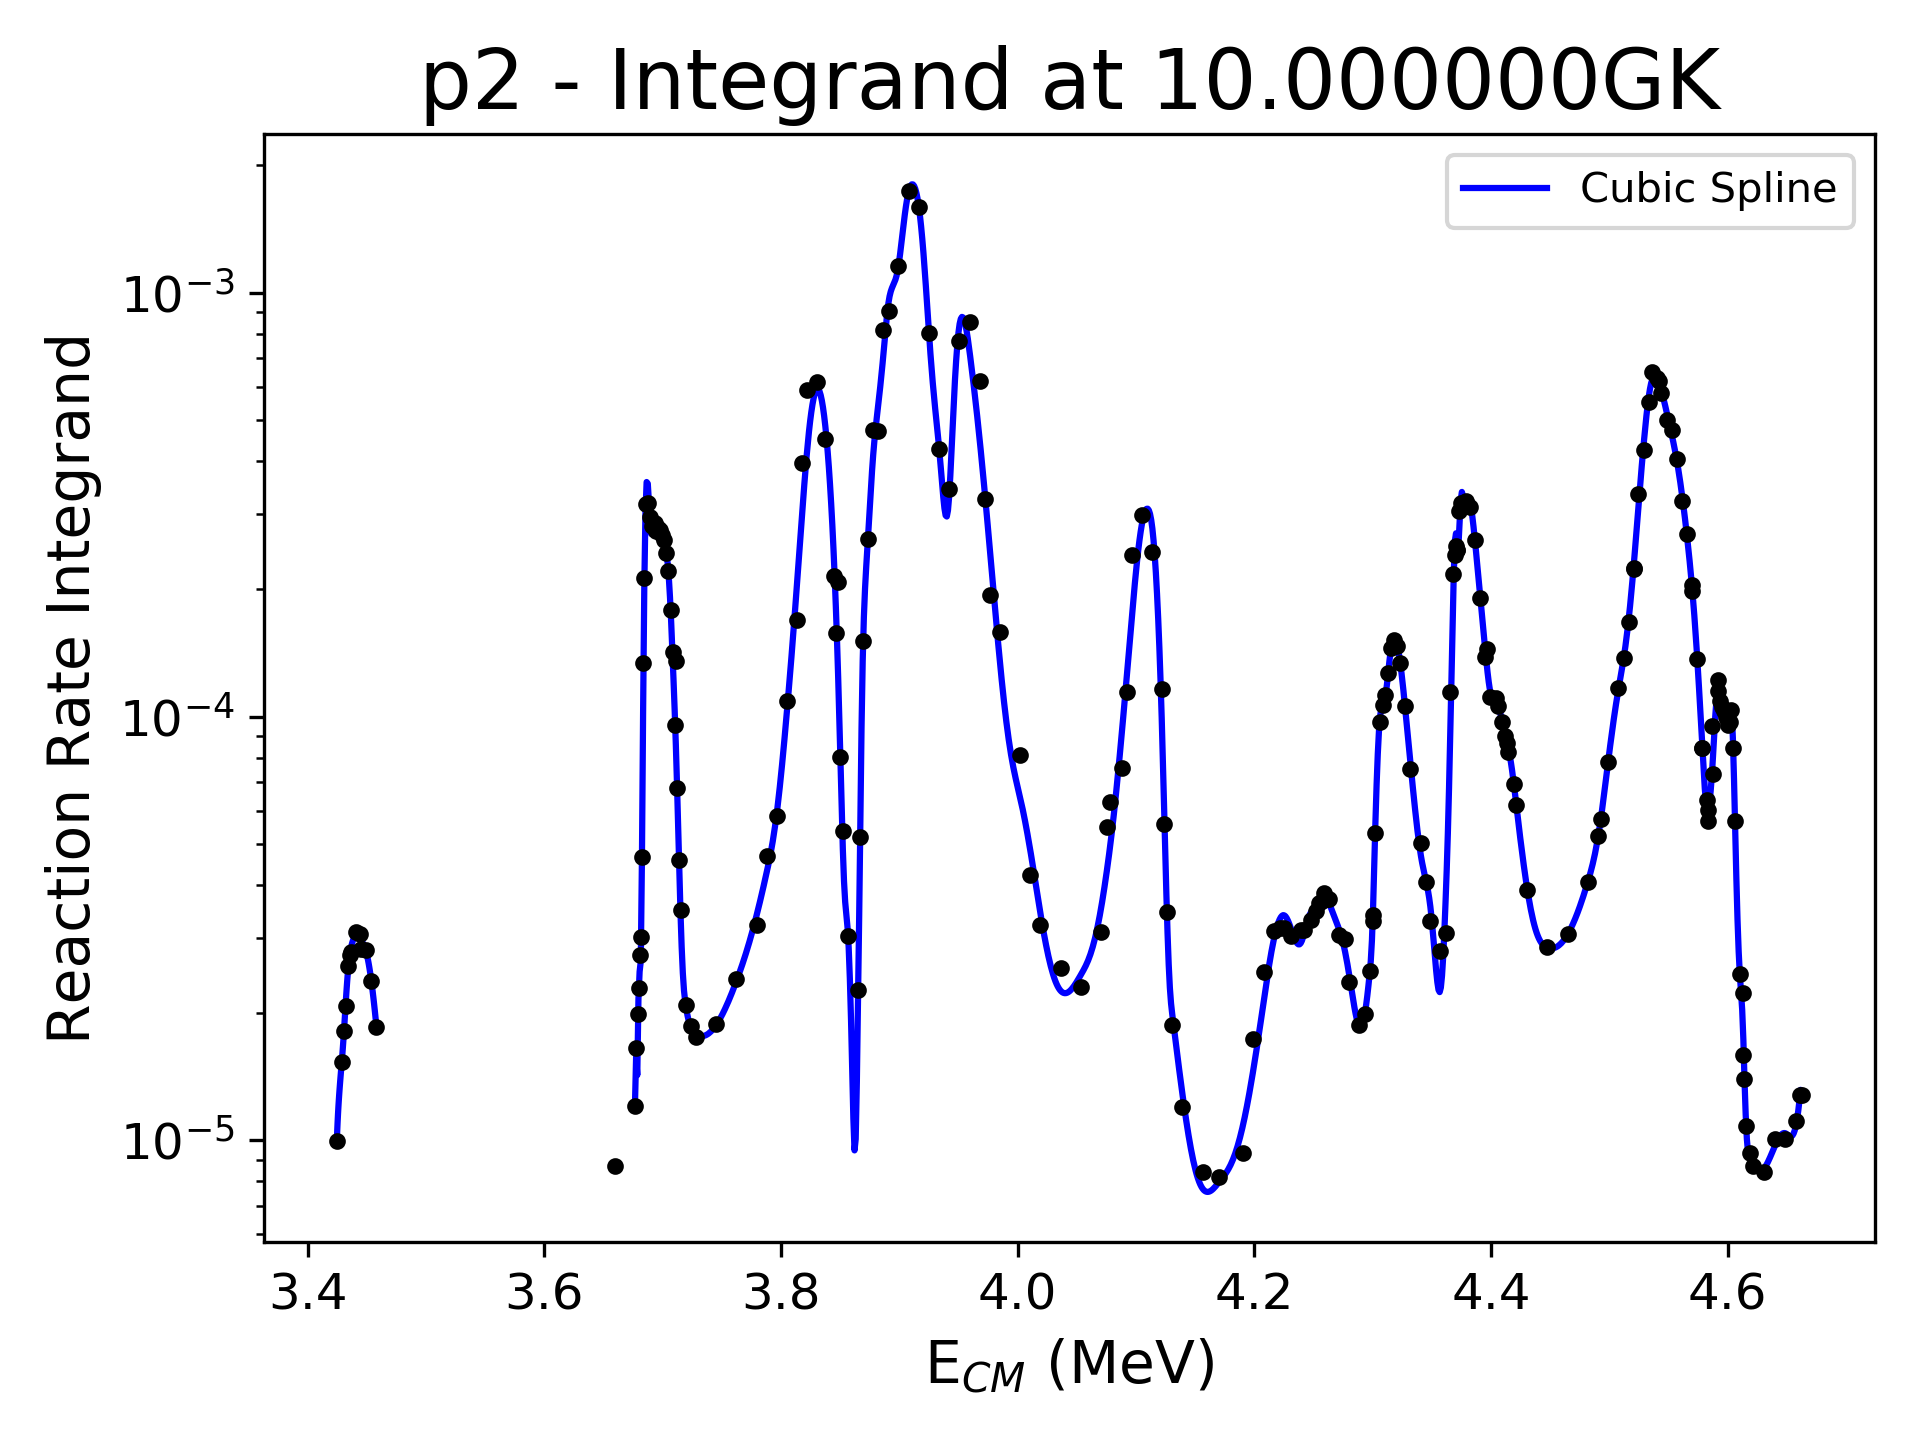 p2 - Integrand at 10.000000GK
Cubic Spline
Reaction Rate Integrand
10⁻³
10⁻⁴
10⁻⁵
3.4 3.6 3.8 4.0 4.2 4.4 4.6
E_CM (MeV)